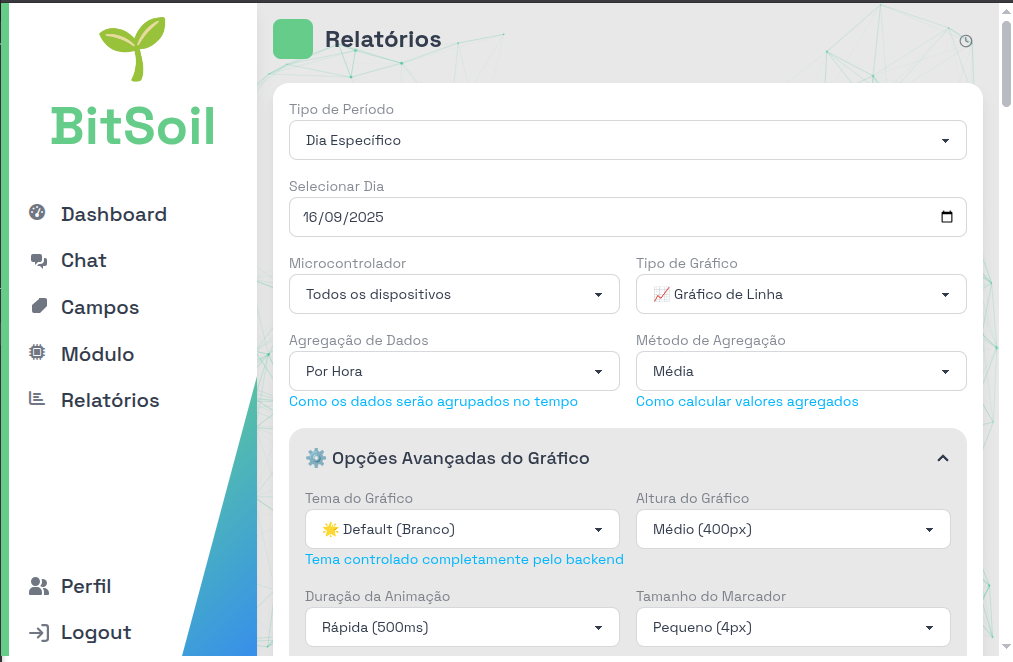 BitSoil
Dashboard
Chat
Campos
Módulo
Relatórios
Perfil
Logout
Relatórios
Tipo de Período
Dia Específico
Selecionar Dia
16/09/2025
Microcontrolador
Tipo de Gráfico
Todos os dispositivos
Gráfico de Linha
Agregação de Dados
Método de Agregação
Por Hora
Média
Como os dados serão agrupados no tempo
Como calcular valores agregados
Opções Avançadas do Gráfico
Tema do Gráfico
Altura do Gráfico
Default (Branco)
Médio (400px)
Tema controlado completamente pelo backend
Duração da Animação
Tamanho do Marcador
Rápida (500ms)
Pequeno (4px)